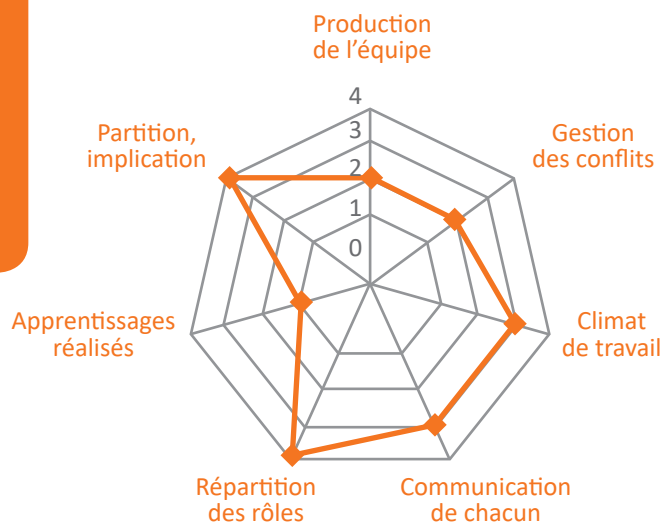 Production
de l’équipe
4
3
2
1
0
Partition,
implication
Gestion
des conflits
Apprentissages
réalisés
Climat
de travail
Répartition
des rôles
Communication
de chacun